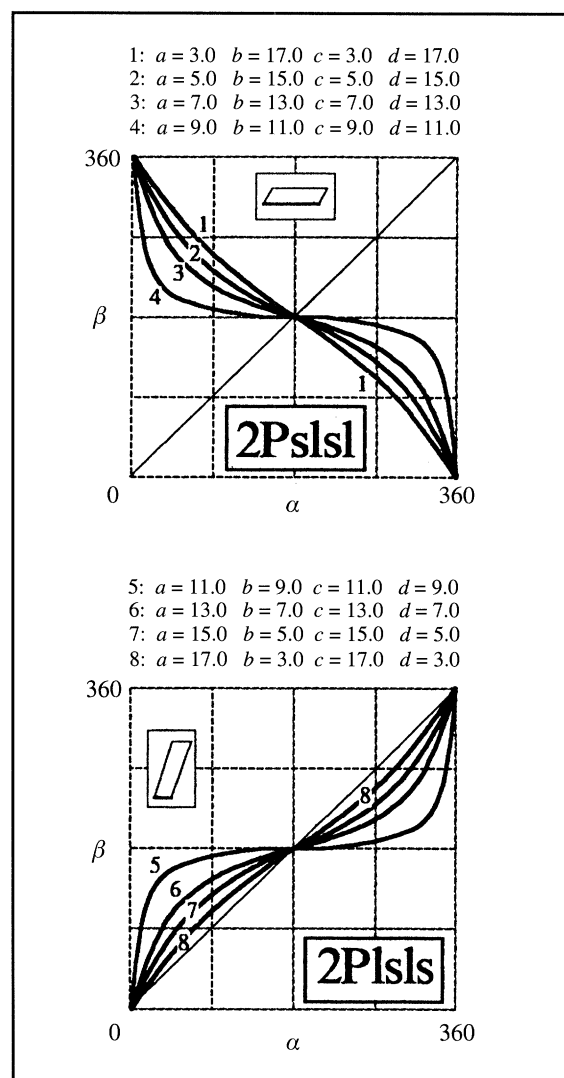 1: a = 3.0 b = 17.0 c = 3.0 d = 17.0
2: a = 5.0 b = 15.0 c = 5.0 d = 15.0
3: a = 7.0 b = 13.0 c = 7.0 d = 13.0
4: a = 9.0 b = 11.0 c = 9.0 d = 11.0
360
1
2
3
4
β
1
2Pslsl
0
α
360
5: a = 11.0 b = 9.0 c = 11.0 d = 9.0
6: a = 13.0 b = 7.0 c = 13.0 d = 7.0
7: a = 15.0 b = 5.0 c = 15.0 d = 5.0
8: a = 17.0 b = 3.0 c = 17.0 d = 3.0
360
8
β
5
6
7
8
2Plsls
0
α
360